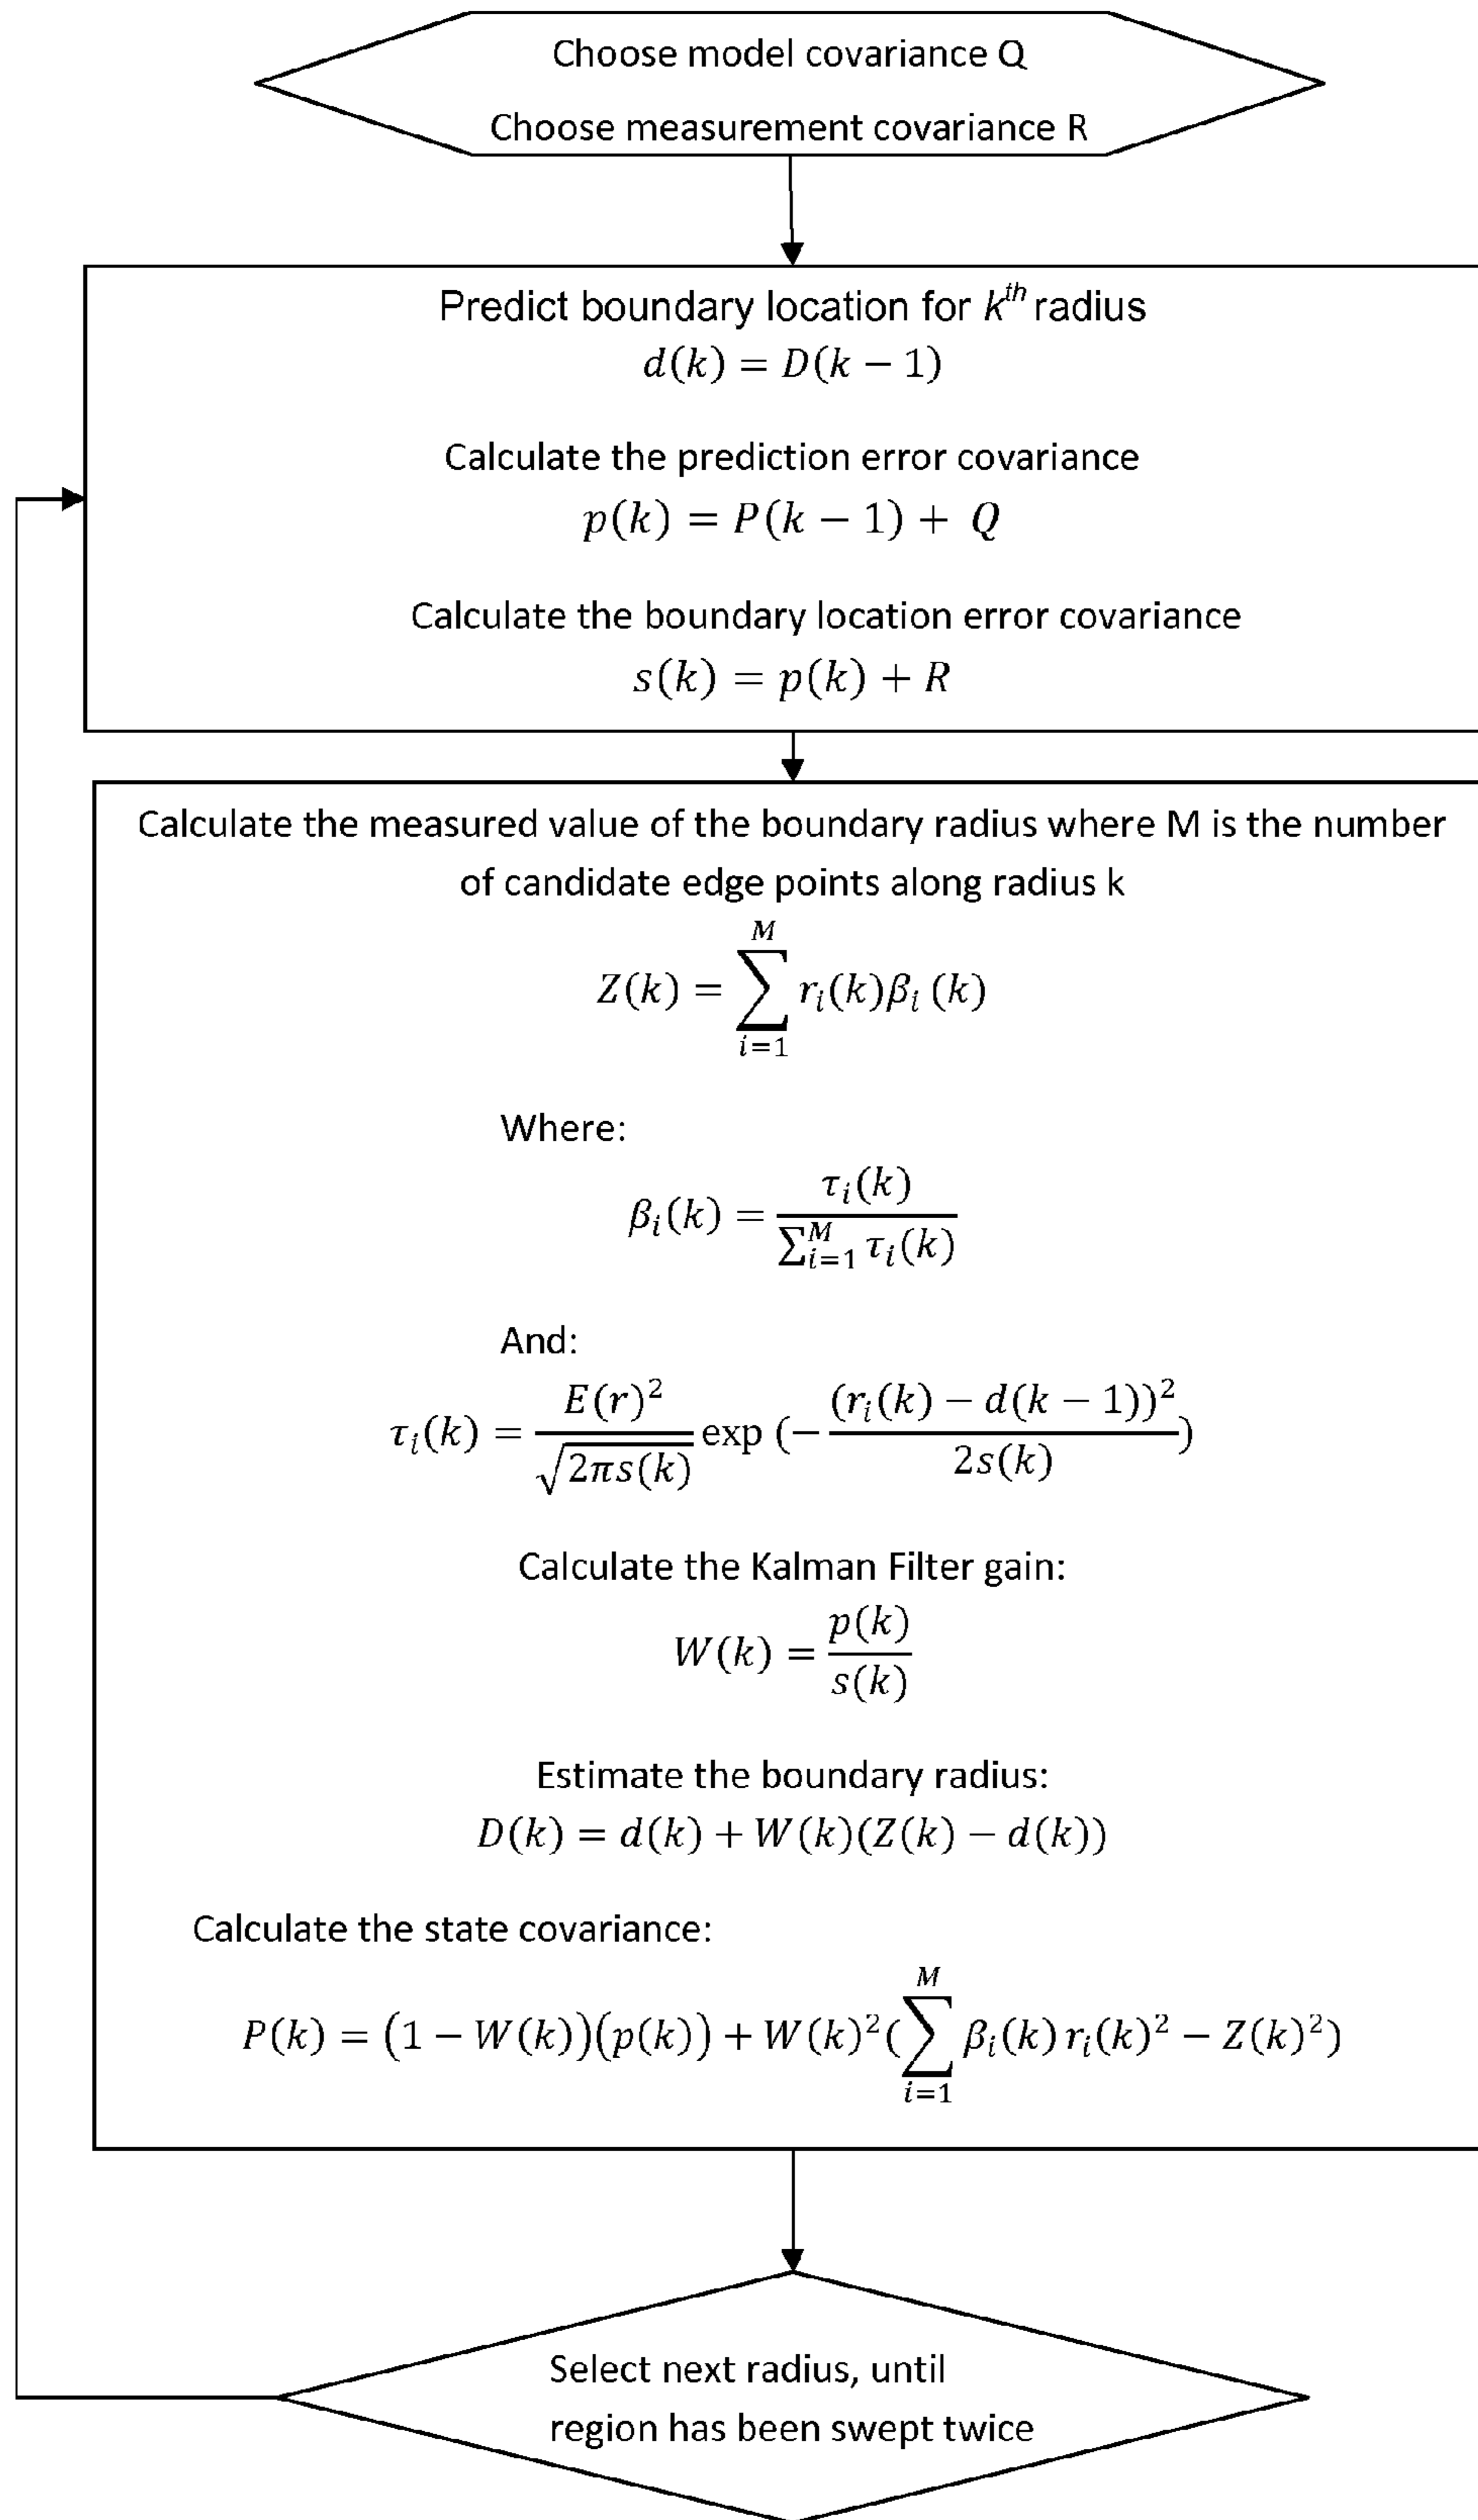 Choose model covariance Q
Choose measurement covariance R
Predict boundary location for kᵗʰ radius
d(k) = D(k − 1)
Calculate the prediction error covariance
p(k) = P(k − 1) + Q
Calculate the boundary location error covariance
s(k) = p(k) + R
Calculate the measured value of the boundary radius where M is the number
of candidate edge points along radius k
Z(k) = ∑_{i=1}^{M} r_i(k)β_i (k)
Where:
β_i(k) = τ_i(k) / ∑_{i=1}^{M} τ_i(k)
And:
τ_i(k) = E(r)² / √(2πs(k)) exp (− (r_i(k) − d(k − 1))² / 2s(k))
Calculate the Kalman Filter gain:
W(k) = p(k) / s(k)
Estimate the boundary radius:
D(k) = d(k) + W(k)(Z(k) − d(k))
Calculate the state covariance:
P(k) = (1 − W(k))(p(k)) + W(k)²(∑_{i=1}^{M} β_i(k) r_i(k)² − Z(k)²)
Select next radius, until
region has been swept twice